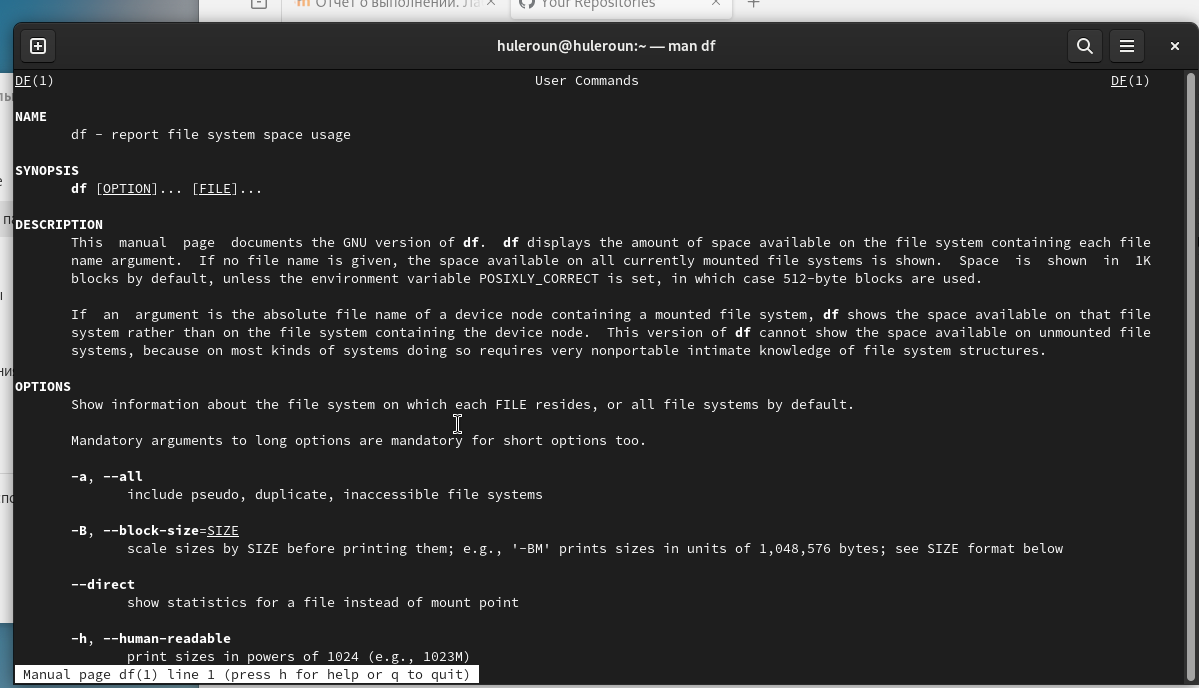 Отчет о выполнении. Ла
Your Repositories
huleroun@huleroun:~ — man df
DF(1) User Commands DF(1)
NAME
df - report file system space usage
SYNOPSIS
df [OPTION]... [FILE]...
DESCRIPTION
This manual page documents the GNU version of df. df displays the amount of space available on the file system containing each file
name argument. If no file name is given, the space available on all currently mounted file systems is shown. Space is shown in 1K
blocks by default, unless the environment variable POSIXLY_CORRECT is set, in which case 512-byte blocks are used.
If an argument is the absolute file name of a device node containing a mounted file system, df shows the space available on that file
system rather than on the file system containing the device node. This version of df cannot show the space available on unmounted file
systems, because on most kinds of systems doing so requires very nonportable intimate knowledge of file system structures.
OPTIONS
Show information about the file system on which each FILE resides, or all file systems by default.
Mandatory arguments to long options are mandatory for short options too.
-a, --all
include pseudo, duplicate, inaccessible file systems
-B, --block-size=SIZE
scale sizes by SIZE before printing them; e.g., '-BM' prints sizes in units of 1,048,576 bytes; see SIZE format below
--direct
show statistics for a file instead of mount point
-h, --human-readable
print sizes in powers of 1024 (e.g., 1023M)
Manual page df(1) line 1 (press h for help or q to quit)